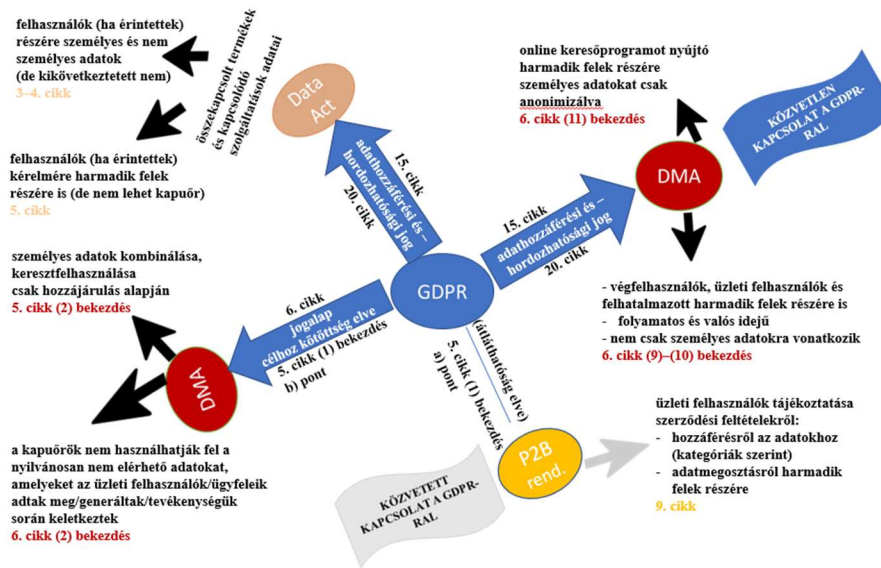 felhasználók (ha érintettek)
részére személyes és nem
személyes adatok
(de kikövetkeztetett nem)
3–4. cikk
felhasználók (ha érintettek)
kérelmére harmadik felek
részére is (de nem lehet kapuőr)
5. cikk
összekapcsolt termékek
és kapcsolódó
szolgáltatások adatai
Data
Act
15. cikk
adathozzáférési és –
hordozhatósági jog
20. cikk
online keresőprogramot nyújtó
harmadik felek részére
személyes adatokat csak
anonimizálva
6. cikk (11) bekezdés
KÖZVETLEN
KAPCSOLAT A GDPR-
RAL
DMA
15. cikk
adathozzáférési és –
hordozhatósági jog
20. cikk
GDPR
- végfelhasználók, üzleti felhasználók és
felhatalmazott harmadik felek részére is
- folyamatos és valós idejű
- nem csak személyes adatokra vonatkozik
6. cikk (9)–(10) bekezdés
személyes adatok kombinálása,
keresztfelhasználása
csak hozzájárulás alapján
5. cikk (2) bekezdés
6. cikk
jogalap
célhoz kötöttség elve
5. cikk (1) bekezdés
b) pont
DMA
a kapuőrök nem használhatják fel a
nyilvánosan nem elérhető adatokat,
amelyeket az üzleti felhasználók/ügyfeleik
adtak meg/generáltak/tevékenységük
során keletkeztek
6. cikk (2) bekezdés
(átláthatóság elve)
5. cikk (1) bekezdés
a) pont
P2B
rend.
KÖZVETETT
KAPCSOLAT A GDPR-
RAL
üzleti felhasználók tájékoztatása
szerződési feltételekről:
- hozzáférésről az adatokhoz
(kategóriák szerint)
- adatmegosztásról harmadik
felek részére
9. cikk